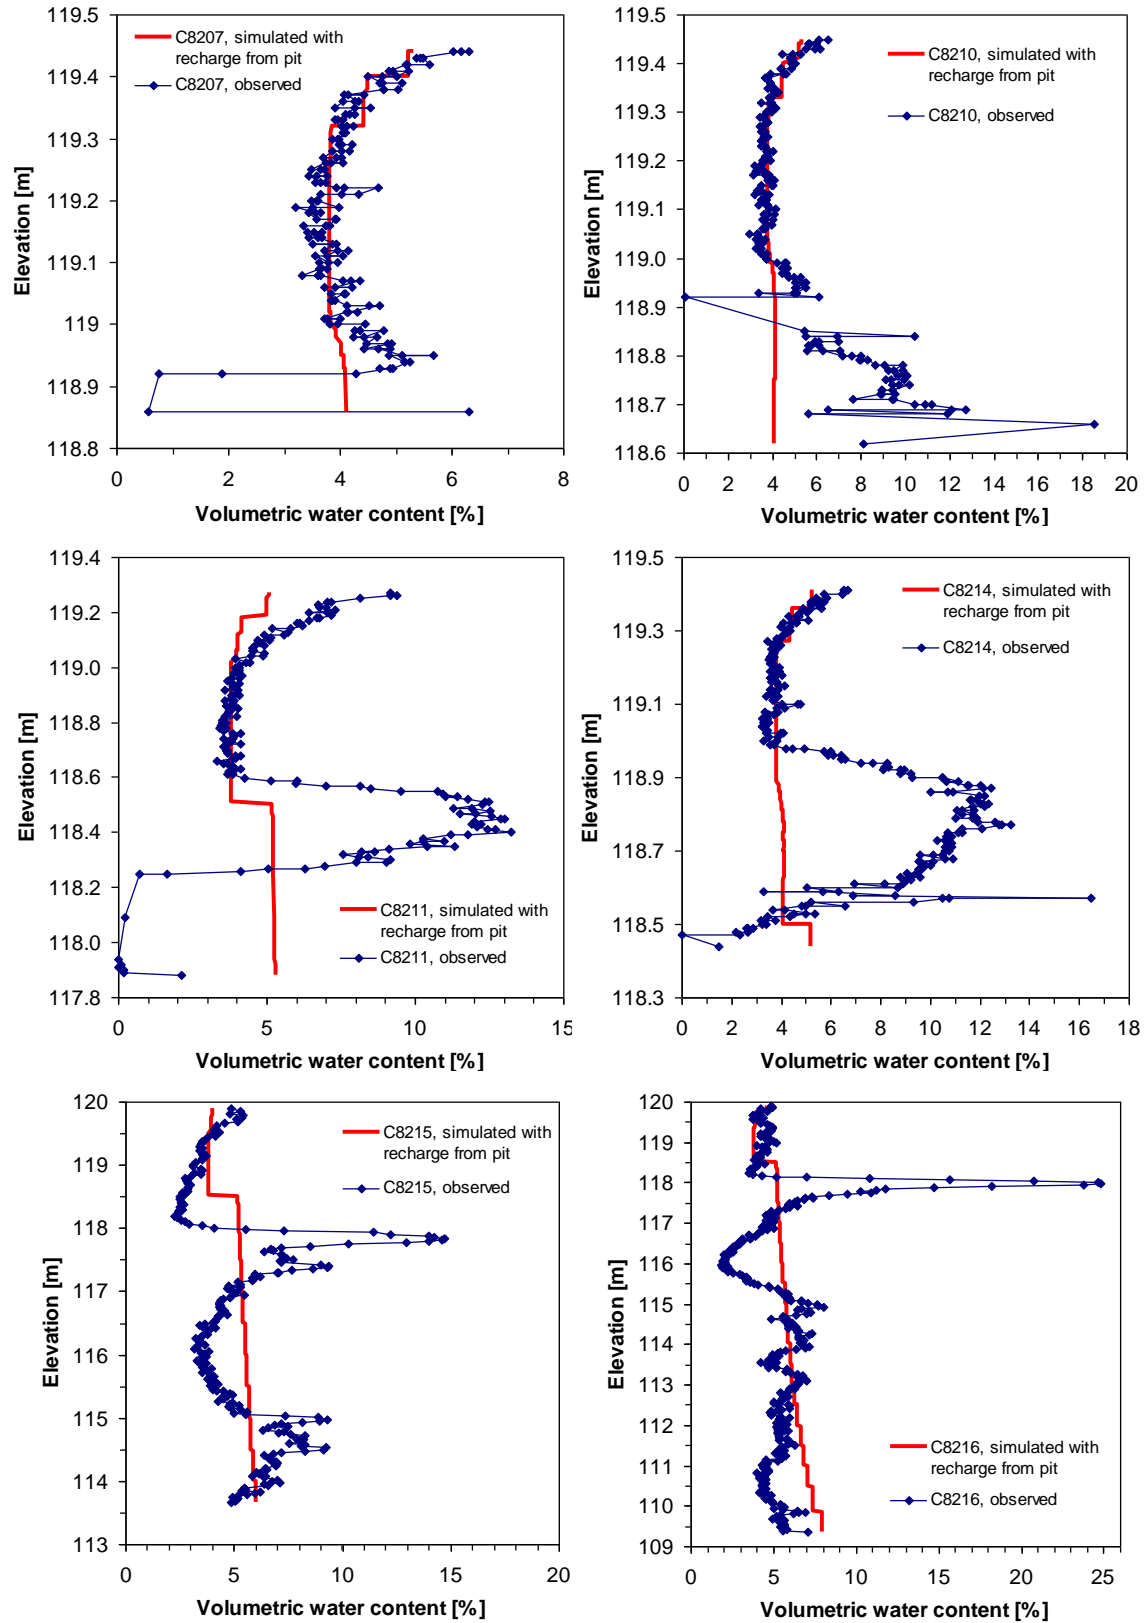 119.5
119.4
119.3
119.2
119.1
119
118.9
118.8
Elevation [m]
C8207, simulated with
recharge from pit
C8207, observed
0 2 4 6 8
Volumetric water content [%]
119.5
119.4
119.3
119.2
119.1
119.0
118.9
118.8
118.7
118.6
Elevation [m]
C8210, simulated with
recharge from pit
C8210, observed
0 2 4 6 8 10 12 14 16 18 20
Volumetric water content [%]
119.4
119.2
119.0
118.8
118.6
118.4
118.2
118.0
117.8
Elevation [m]
C8211, simulated with
recharge from pit
C8211, observed
0 5 10 15
Volumetric water content [%]
119.5
119.3
119.1
118.9
118.7
118.5
118.3
Elevation [m]
C8214, simulated with
recharge from pit
C8214, observed
0 2 4 6 8 10 12 14 16 18
Volumetric water content [%]
120
119
118
117
116
115
114
113
Elevation [m]
C8215, simulated with
recharge from pit
C8215, observed
0 5 10 15 20
Volumetric water content [%]
120
119
118
117
116
115
114
113
112
111
110
109
Elevation [m]
C8216, simulated with
recharge from pit
C8216, observed
0 5 10 15 20 25
Volumetric water content [%]